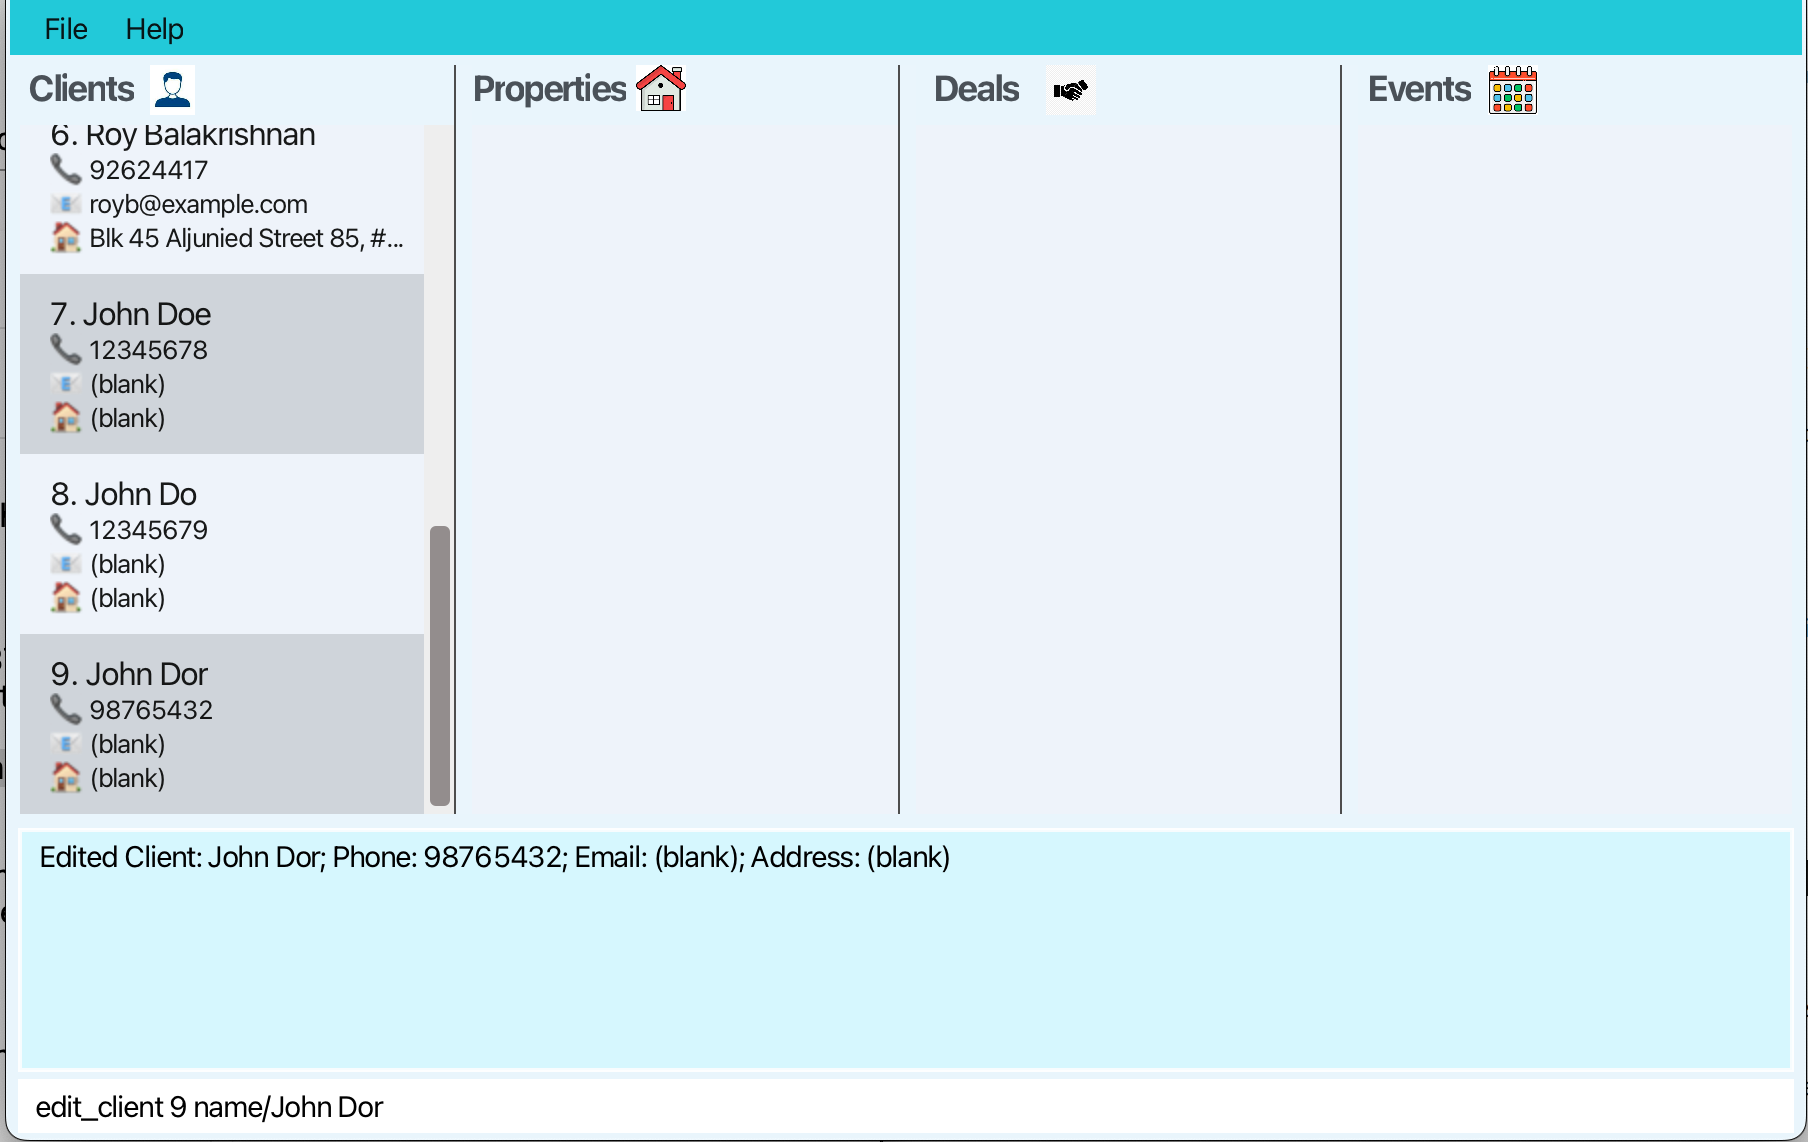 File Help
Clients Properties Deals Events
6. Roy Balakrishnan
92624417
royb@example.com
Blk 45 Aljunied Street 85, #...
7. John Doe
12345678
(blank)
(blank)
8. John Do
12345679
(blank)
(blank)
9. John Dor
98765432
(blank)
(blank)
Edited Client: John Dor; Phone: 98765432; Email: (blank); Address: (blank)
edit_client 9 name/John Dor